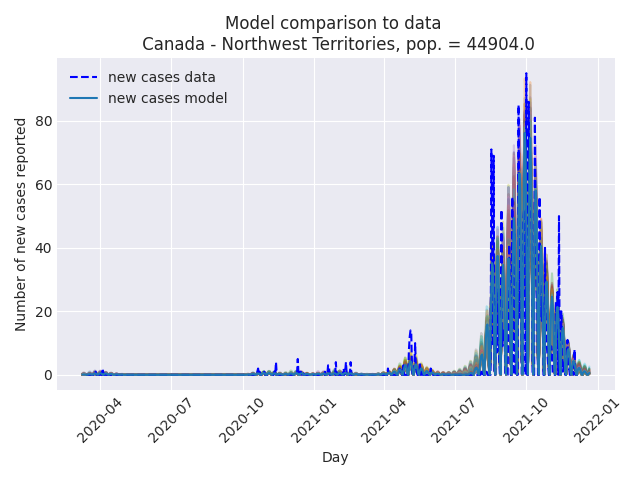 Model comparison to data
Canada - Northwest Territories, pop. = 44904.0
new cases data
new cases model
Number of new cases reported
80
60
40
20
0
2020-04
2020-07
2020-10
2021-01
2021-04
2021-07
2021-10
2022-01
Day